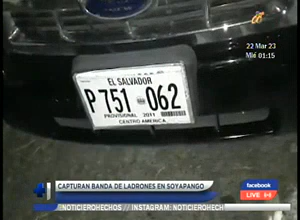 22 Mar 23
Mié 01:15
EL SALVADOR
P 751 062
PROVISIONAL 2011
CENTRO AMERICA
CAPTURAN BANDA DE LADRONES EN SOYAPANGO
facebook
LIVE
NOTICIEROHECHOS // INSTAGRAM: NOTICIEROHECH